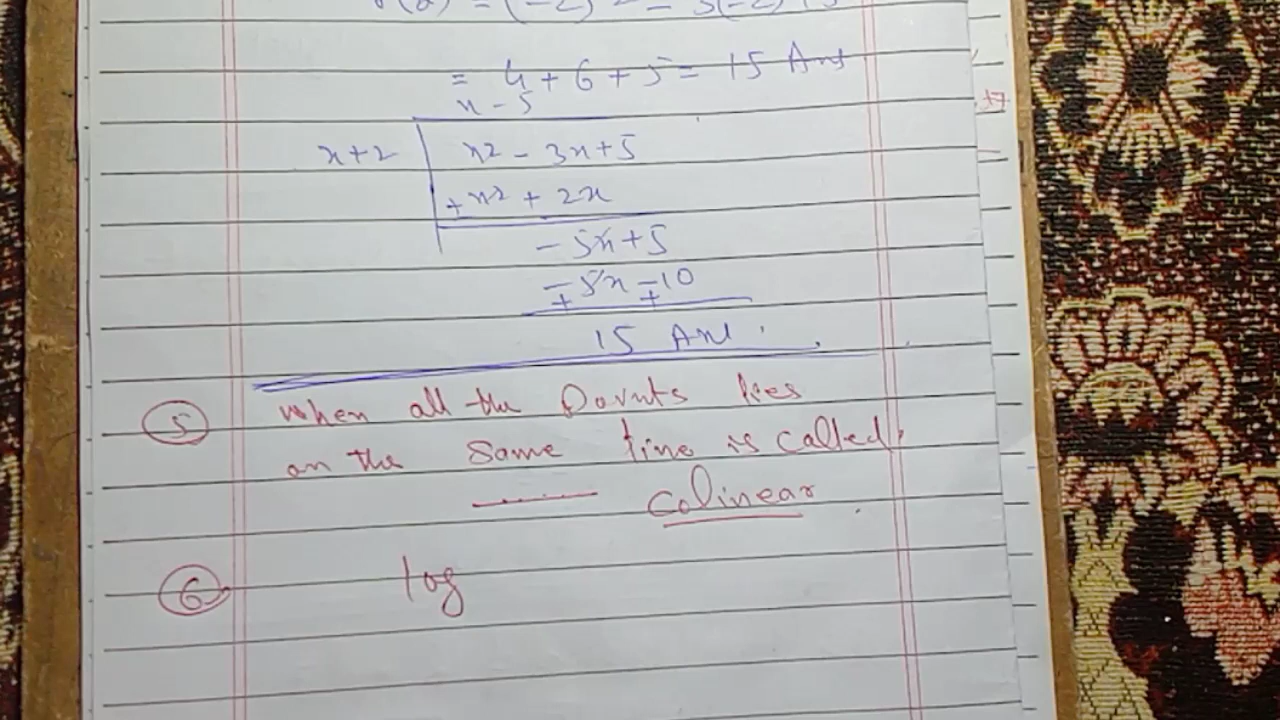 = 4 + 6 + 5 = 15 Ans
x - 5
x+2 x2 - 3x+5
+x2 + 2x
- 5x+5
-5x -10
+ +
15 Ans.
5 When all the Points lies
on the same line is called
Colinear
6 log